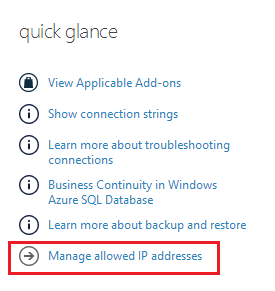 quick glance
View Applicable Add-ons
Show connection strings
Learn more about troubleshooting
connections
Business Continuity in Windows
Azure SQL Database
Learn more about backup and restore
Manage allowed IP addresses